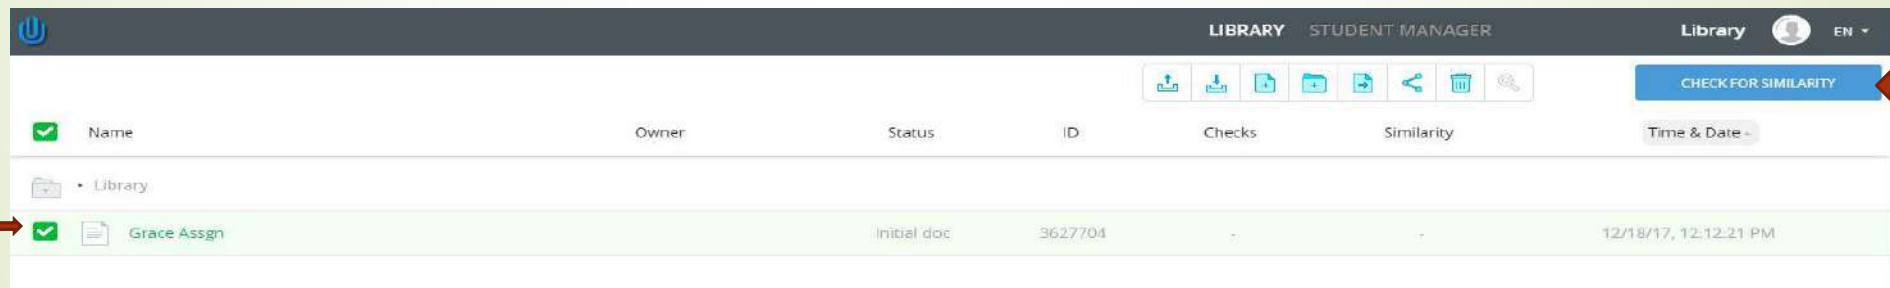 LIBRARY STUDENT MANAGER Library EN
CHECK FOR SIMILARITY
Name Owner Status ID Checks Similarity Time & Date
Library
Grace Assgn Initial doc 3627704 - - 12/18/17, 12:12:21 PM